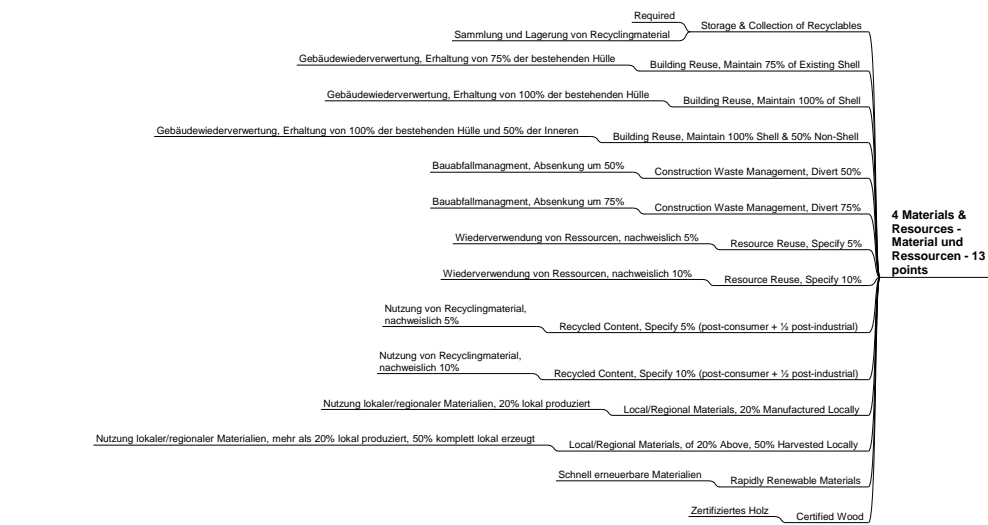 Required
Storage & Collection of Recyclables
Sammlung und Lagerung von Recyclingmaterial
Gebäudewiederverwertung, Erhaltung von 75% der bestehenden Hülle
Building Reuse, Maintain 75% of Existing Shell
Gebäudewiederverwertung, Erhaltung von 100% der bestehenden Hülle
Building Reuse, Maintain 100% of Shell
Gebäudewiederverwertung, Erhaltung von 100% der bestehenden Hülle und 50% der Inneren
Building Reuse, Maintain 100% Shell & 50% Non-Shell
Bauabfallmanagment, Absenkung um 50%
Construction Waste Management, Divert 50%
Bauabfallmanagment, Absenkung um 75%
Construction Waste Management, Divert 75%
Wiederverwendung von Ressourcen, nachweislich 5%
Resource Reuse, Specify 5%
Wiederverwendung von Ressourcen, nachweislich 10%
Resource Reuse, Specify 10%
Nutzung von Recyclingmaterial,
nachweislich 5%
Recycled Content, Specify 5% (post-consumer + ½ post-industrial)
Nutzung von Recyclingmaterial,
nachweislich 10%
Recycled Content, Specify 10% (post-consumer + ½ post-industrial)
Nutzung lokaler/regionaler Materialien, 20% lokal produziert
Local/Regional Materials, 20% Manufactured Locally
Nutzung lokaler/regionaler Materialien, mehr als 20% lokal produziert, 50% komplett lokal erzeugt
Local/Regional Materials, of 20% Above, 50% Harvested Locally
Schnell erneuerbare Materialien
Rapidly Renewable Materials
Zertifiziertes Holz
Certified Wood
4 Materials &
Resources -
Material und
Ressourcen - 13
points